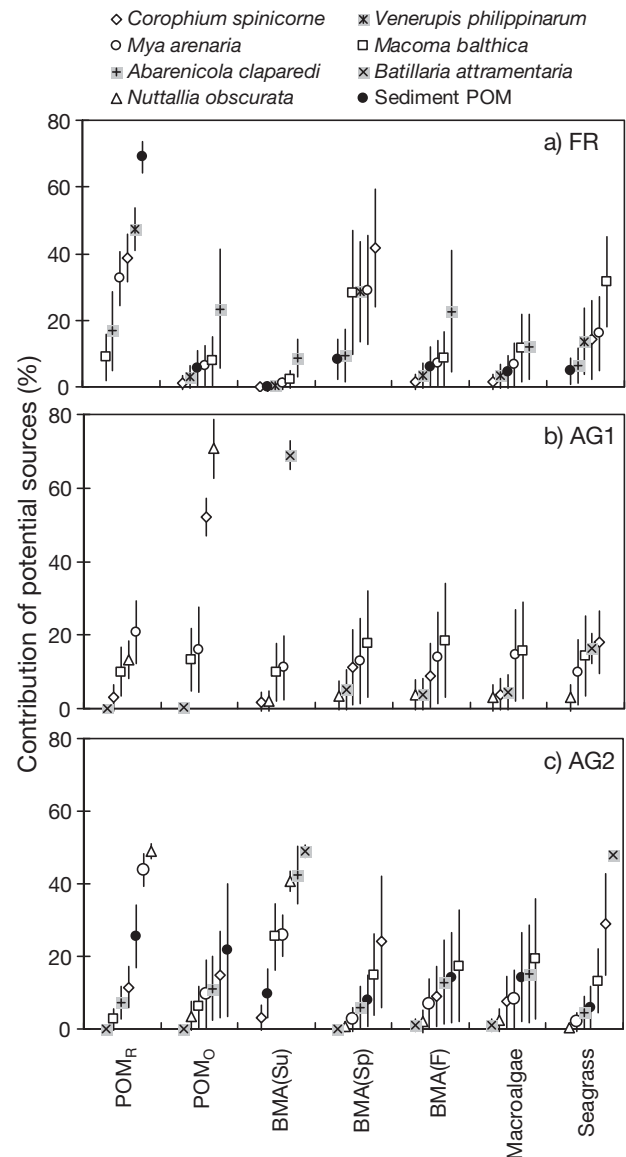 Corophium spinicorne
Mya arenaria
Abarenicola claparedi
Nuttallia obscurata
Venerupis philippinarum
Macoma balthica
Batillaria attramentaria
Sediment POM
Contribution of potential sources (%)
a) FR
80
60
40
20
0
b) AG1
80
60
40
20
0
c) AG2
80
60
40
20
0
POMR
POMO
BMA(Su)
BMA(Sp)
BMA(F)
Macroalgae
Seagrass